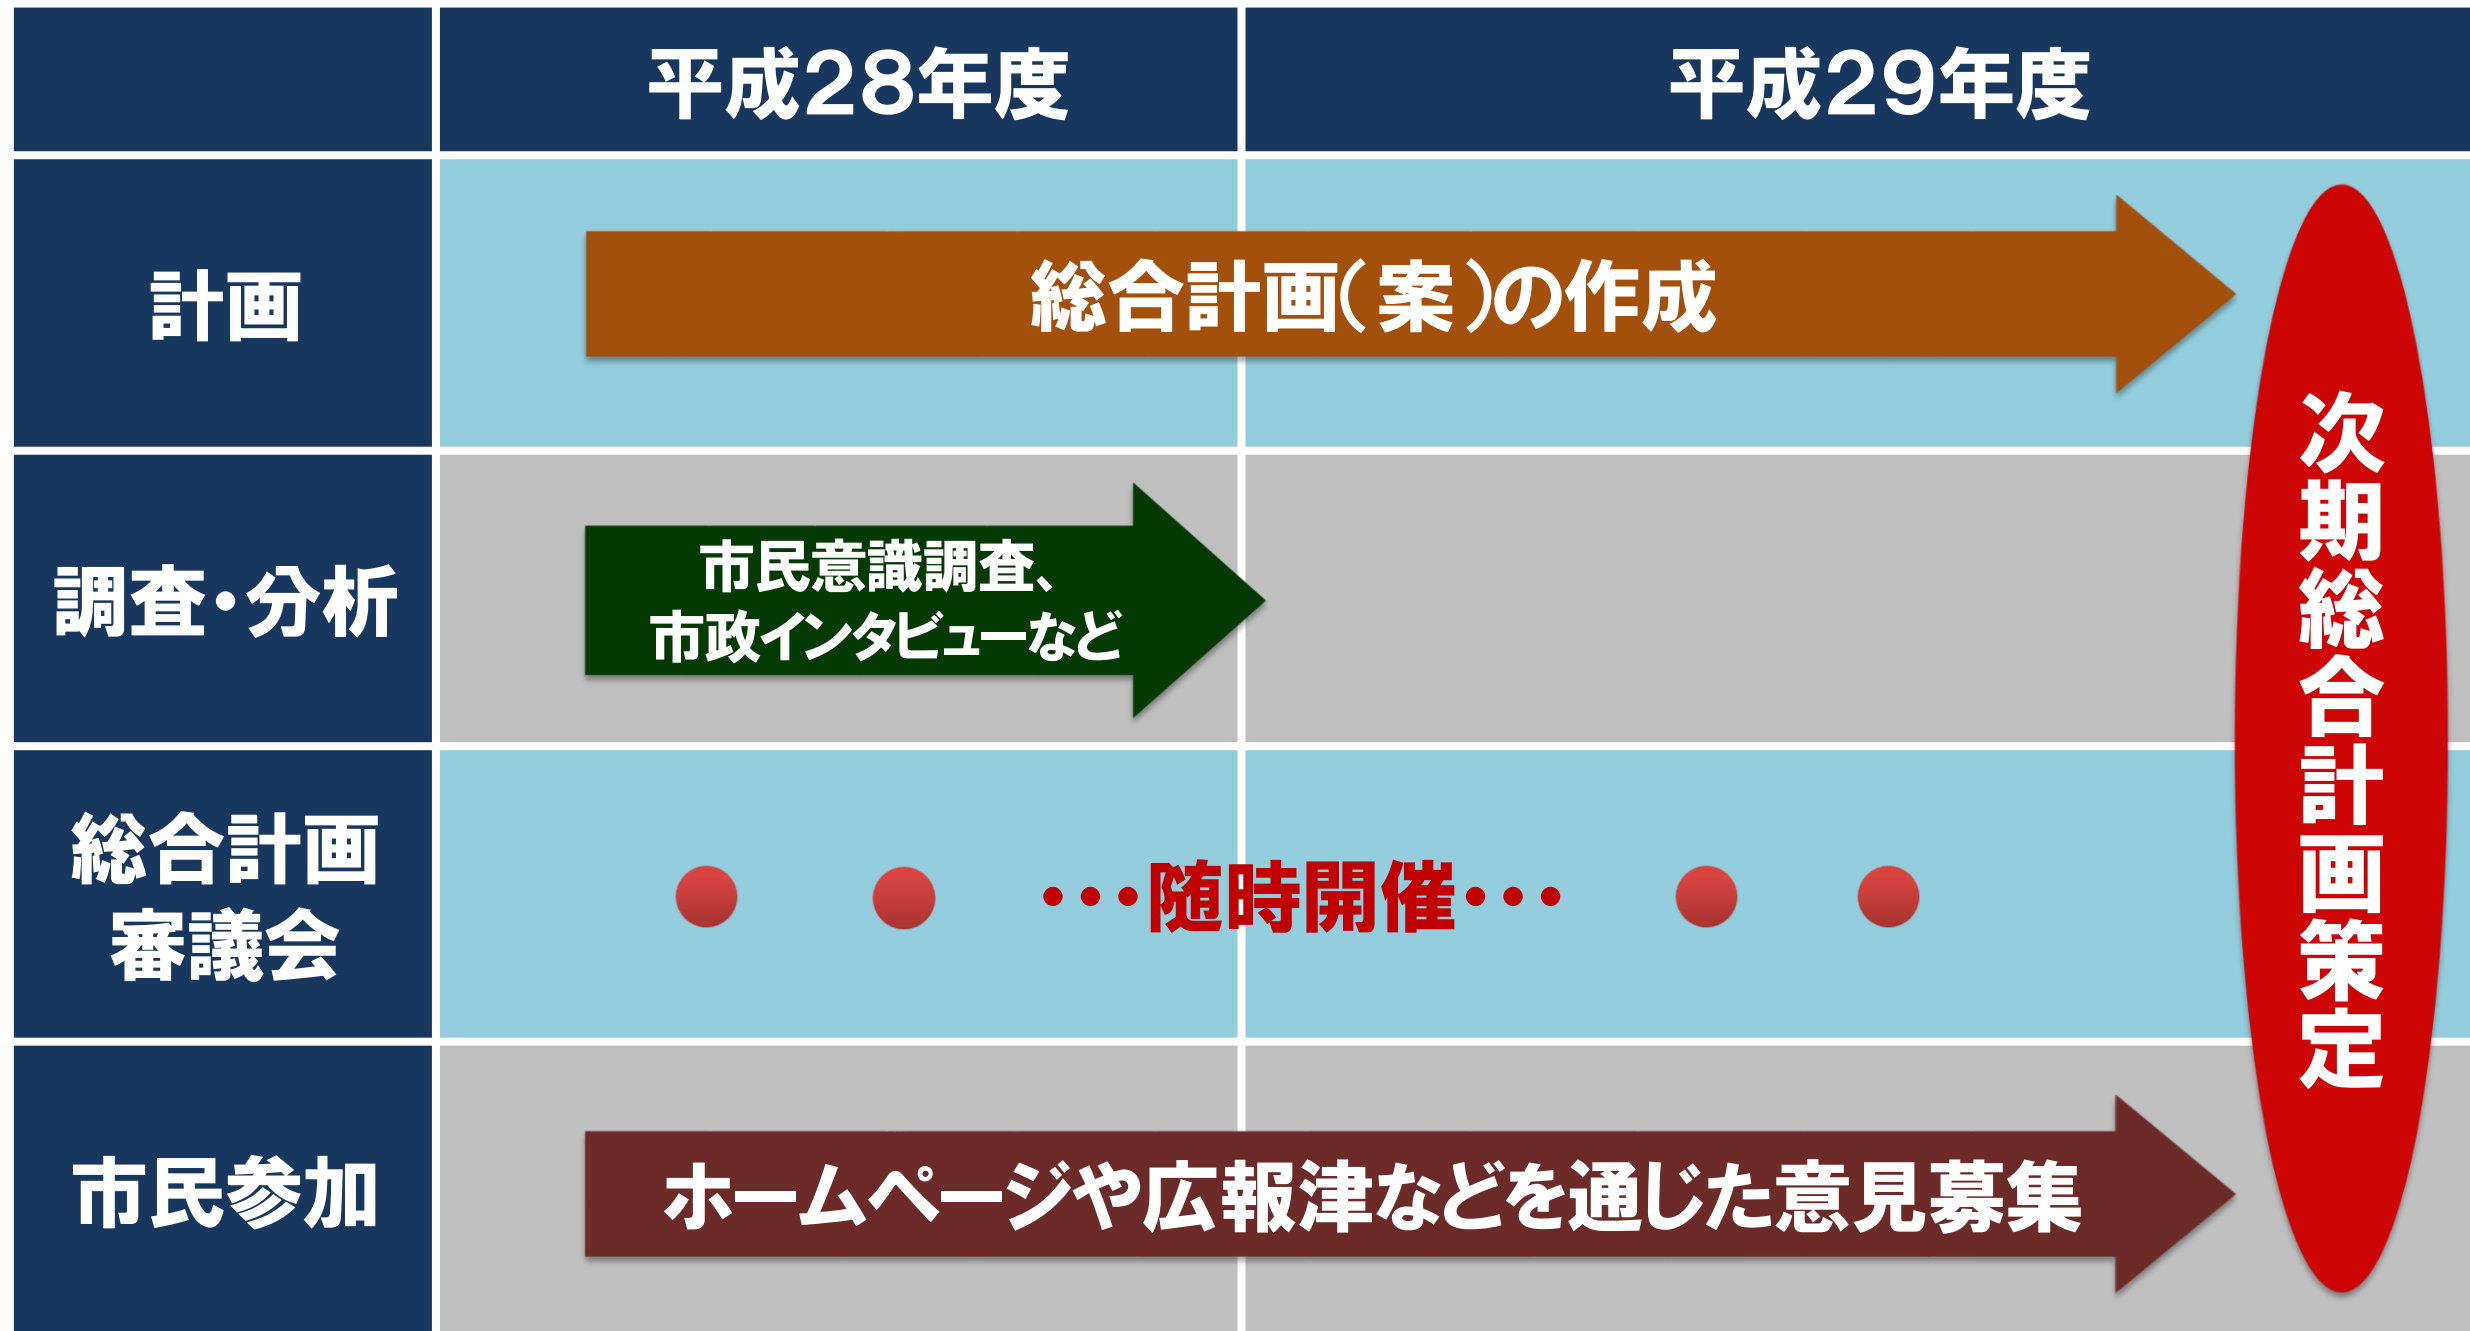 平成28年度
平成29年度
計画
総合計画（案）の作成
調査・分析
市民意識調査、
市政インタビューなど
総合計画
審議会
・・・随時開催・・・
市民参加
ホームページや広報津などを通じた意見募集
次期総合計画策定